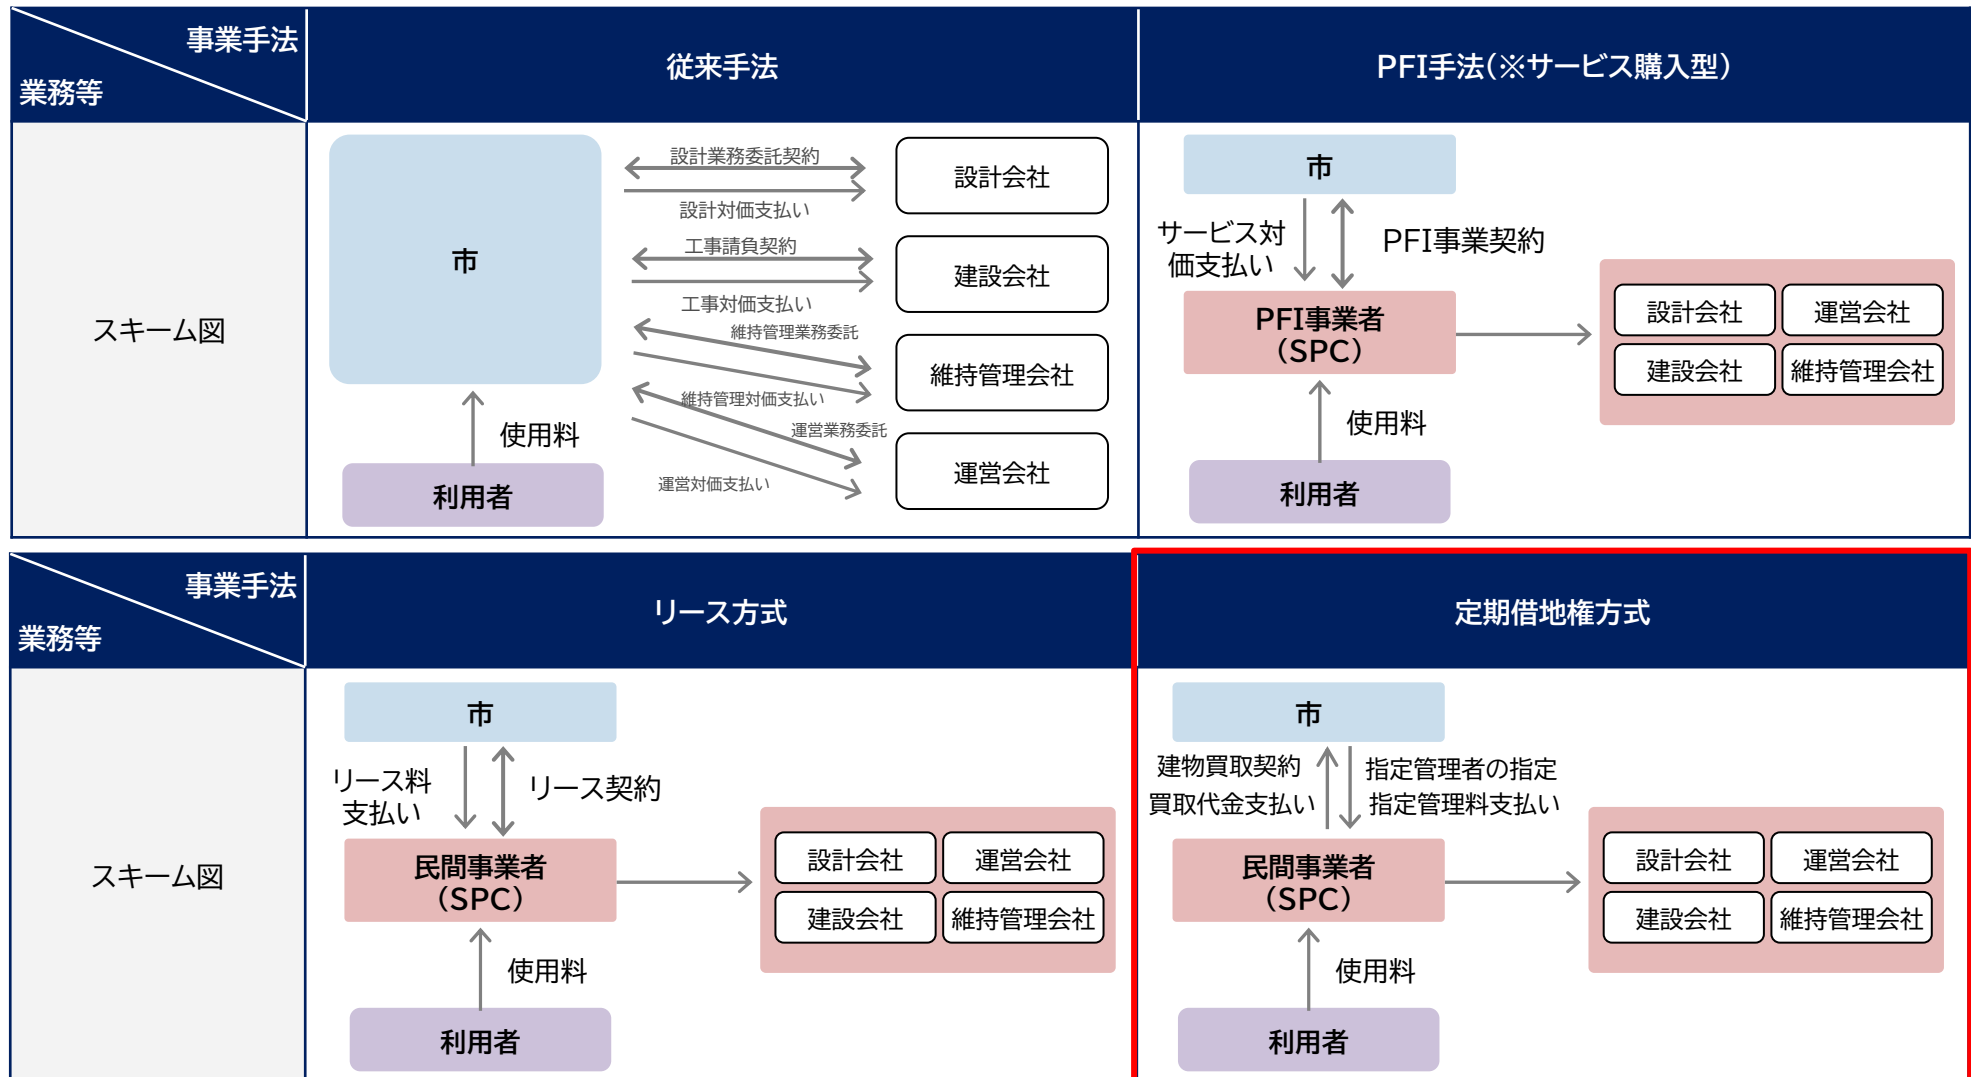 事業手法
業務等
従来手法
PFI手法(※サービス購入型)
スキーム図
市
設計業務委託契約
設計対価支払い
工事請負契約
工事対価支払い
維持管理業務委託
維持管理対価支払い
運営業務委託
運営対価支払い
設計会社
建設会社
維持管理会社
運営会社
使用料
利用者
市
サービス対
価支払い
PFI事業契約
PFI事業者
(SPC)
設計会社
運営会社
建設会社
維持管理会社
使用料
利用者
事業手法
業務等
リース方式
定期借地権方式
スキーム図
市
リース料
支払い
リース契約
民間事業者
(SPC)
設計会社
運営会社
建設会社
維持管理会社
使用料
利用者
市
建物買取契約
買取代金支払い
指定管理者の指定
指定管理料支払い
民間事業者
(SPC)
設計会社
運営会社
建設会社
維持管理会社
使用料
利用者